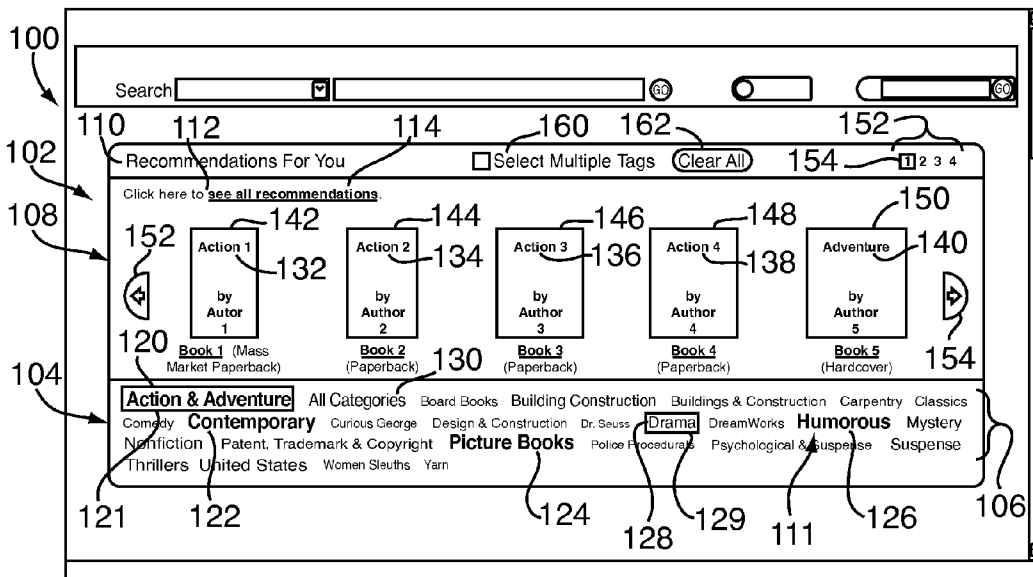 100
Search GO GO
110 112 114 160 162 152
102 Recommendations For You Select Multiple Tags Clear All 154 1 2 3 4
Click here to see all recommendations.
108 152 142 144 146 148 150
Action 1 Action 2 Action 3 Action 4 Adventure
132 134 136 138 140
by by by by by
Autor Author Author Author Author
1 2 3 4 5
120 Book 1 (Mass Book 2 Book 3 Book 4 Book 5
Market Paperback) (Paperback) (Paperback) (Paperback) (Hardcover) 154
104 130
Action & Adventure All Categories Board Books Building Construction Buildings & Construction Carpentry Classics
Comedy Contemporary Curious George Design & Construction Dr. Seuss Drama DreamWorks Humorous Mystery
Nonfiction Patent, Trademark & Copyright Picture Books Police Procedurals Psychological & Suspense Suspense
Thrillers United States Women Sleuths Yarn
121 122 124 128 129 111 126 106